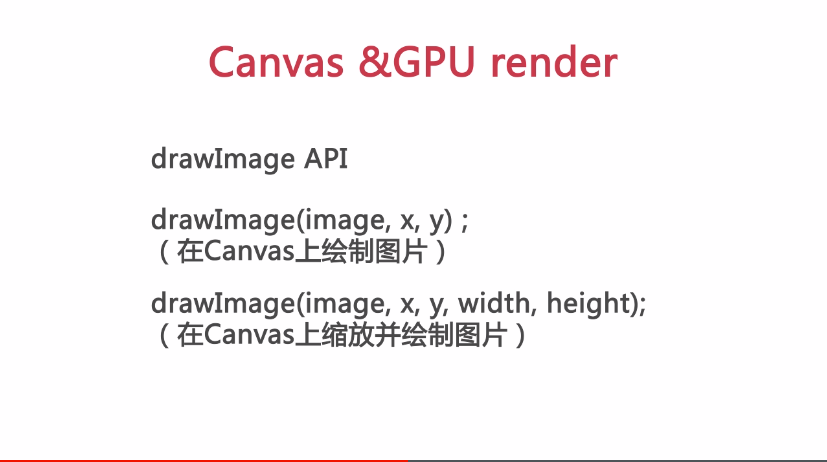 Canvas &GPU render
drawImage API
drawImage(image, x, y) ;
（在Canvas上绘制图片）
drawImage(image, x, y, width, height);
（在Canvas上缩放并绘制图片）